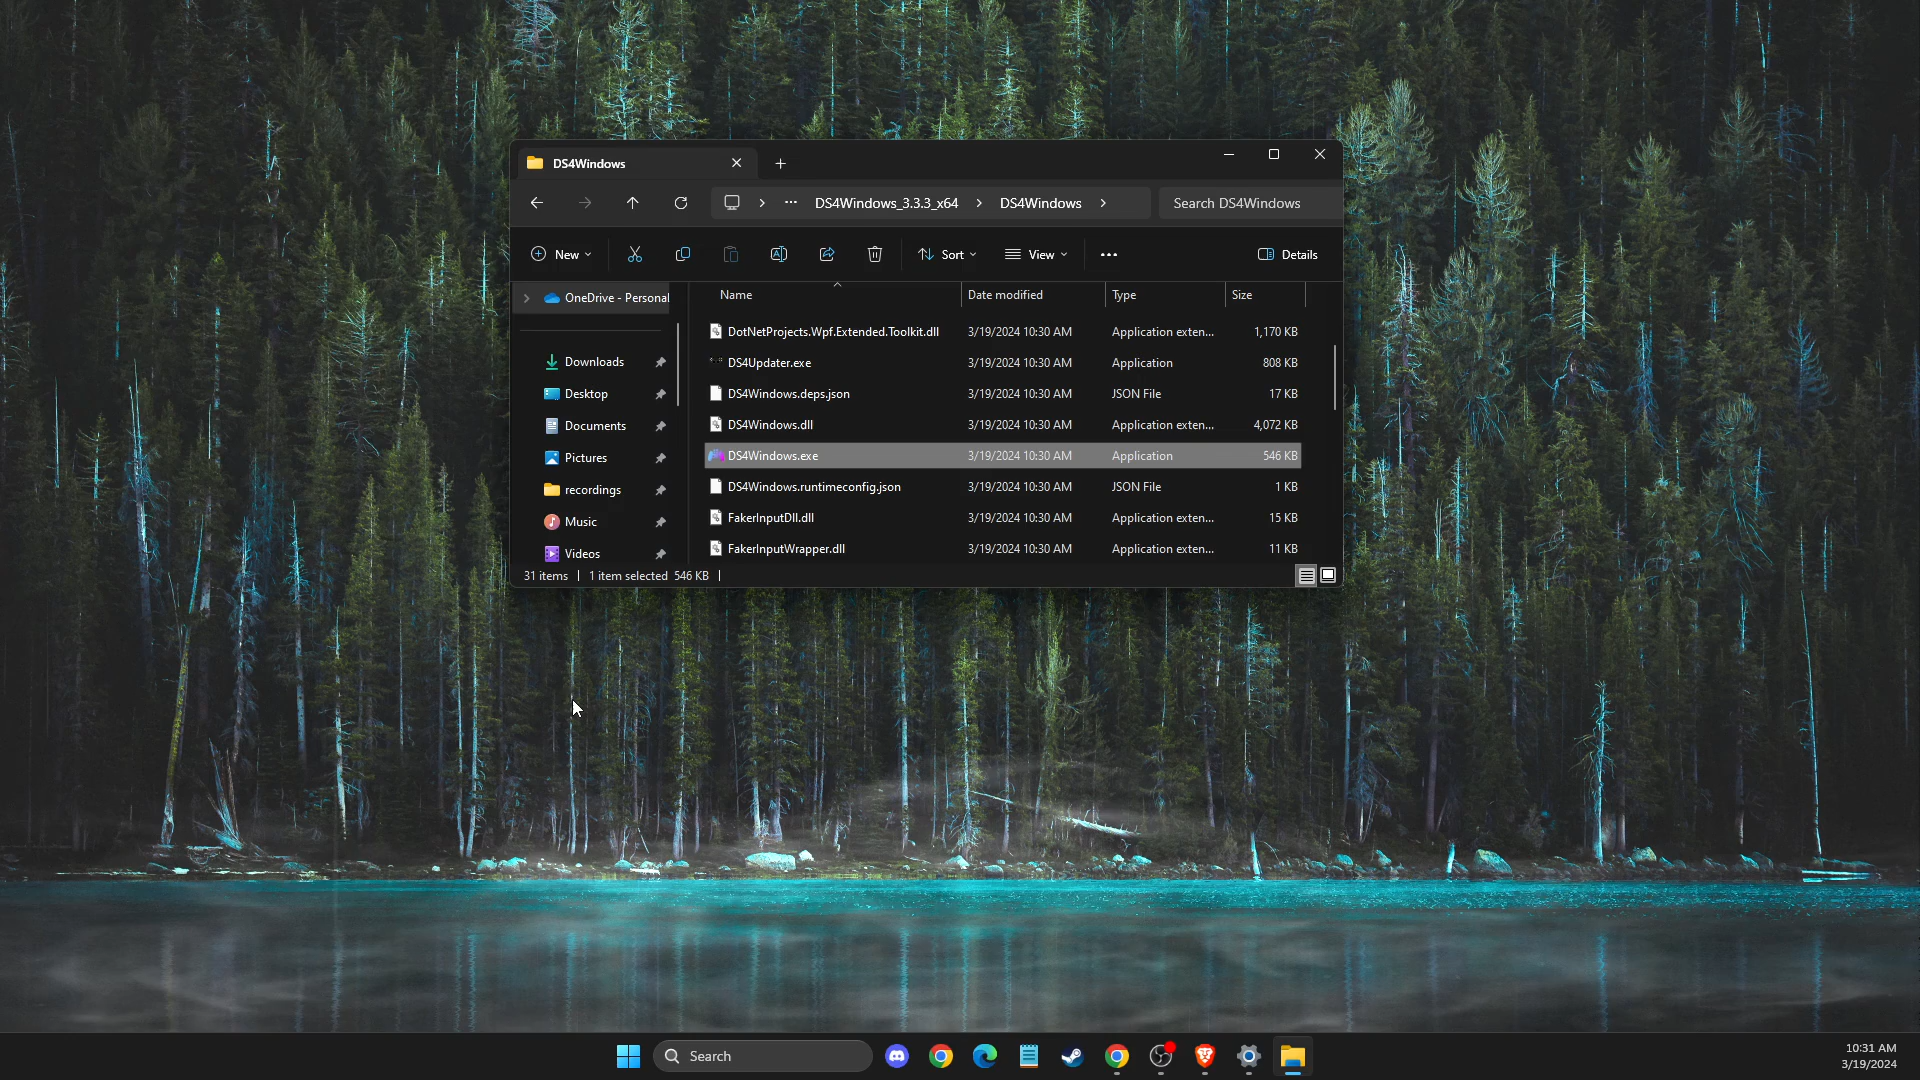 DS4Windows
DS4Windows_3.3.3_x64 DS4Windows Search DS4Windows
New Sort View Details
OneDrive - Personal
Downloads
Desktop
Documents
Pictures
recordings
Music
Videos
Name Date modified Type Size
DotNetProjects.Wpf.Extended.Toolkit.dll 3/19/2024 10:30 AM Application exten... 1,170 KB
DS4Updater.exe 3/19/2024 10:30 AM Application 808 KB
DS4Windows.deps.json 3/19/2024 10:30 AM JSON File 17 KB
DS4Windows.dll 3/19/2024 10:30 AM Application exten... 4,072 KB
DS4Windows.exe 3/19/2024 10:30 AM Application 546 KB
DS4Windows.runtimeconfig.json 3/19/2024 10:30 AM JSON File 1 KB
FakerInputDll.dll 3/19/2024 10:30 AM Application exten... 15 KB
FakerInputWrapper.dll 3/19/2024 10:30 AM Application exten... 11 KB
31 items 1 item selected 546 KB
Search
10:31 AM
3/19/2024